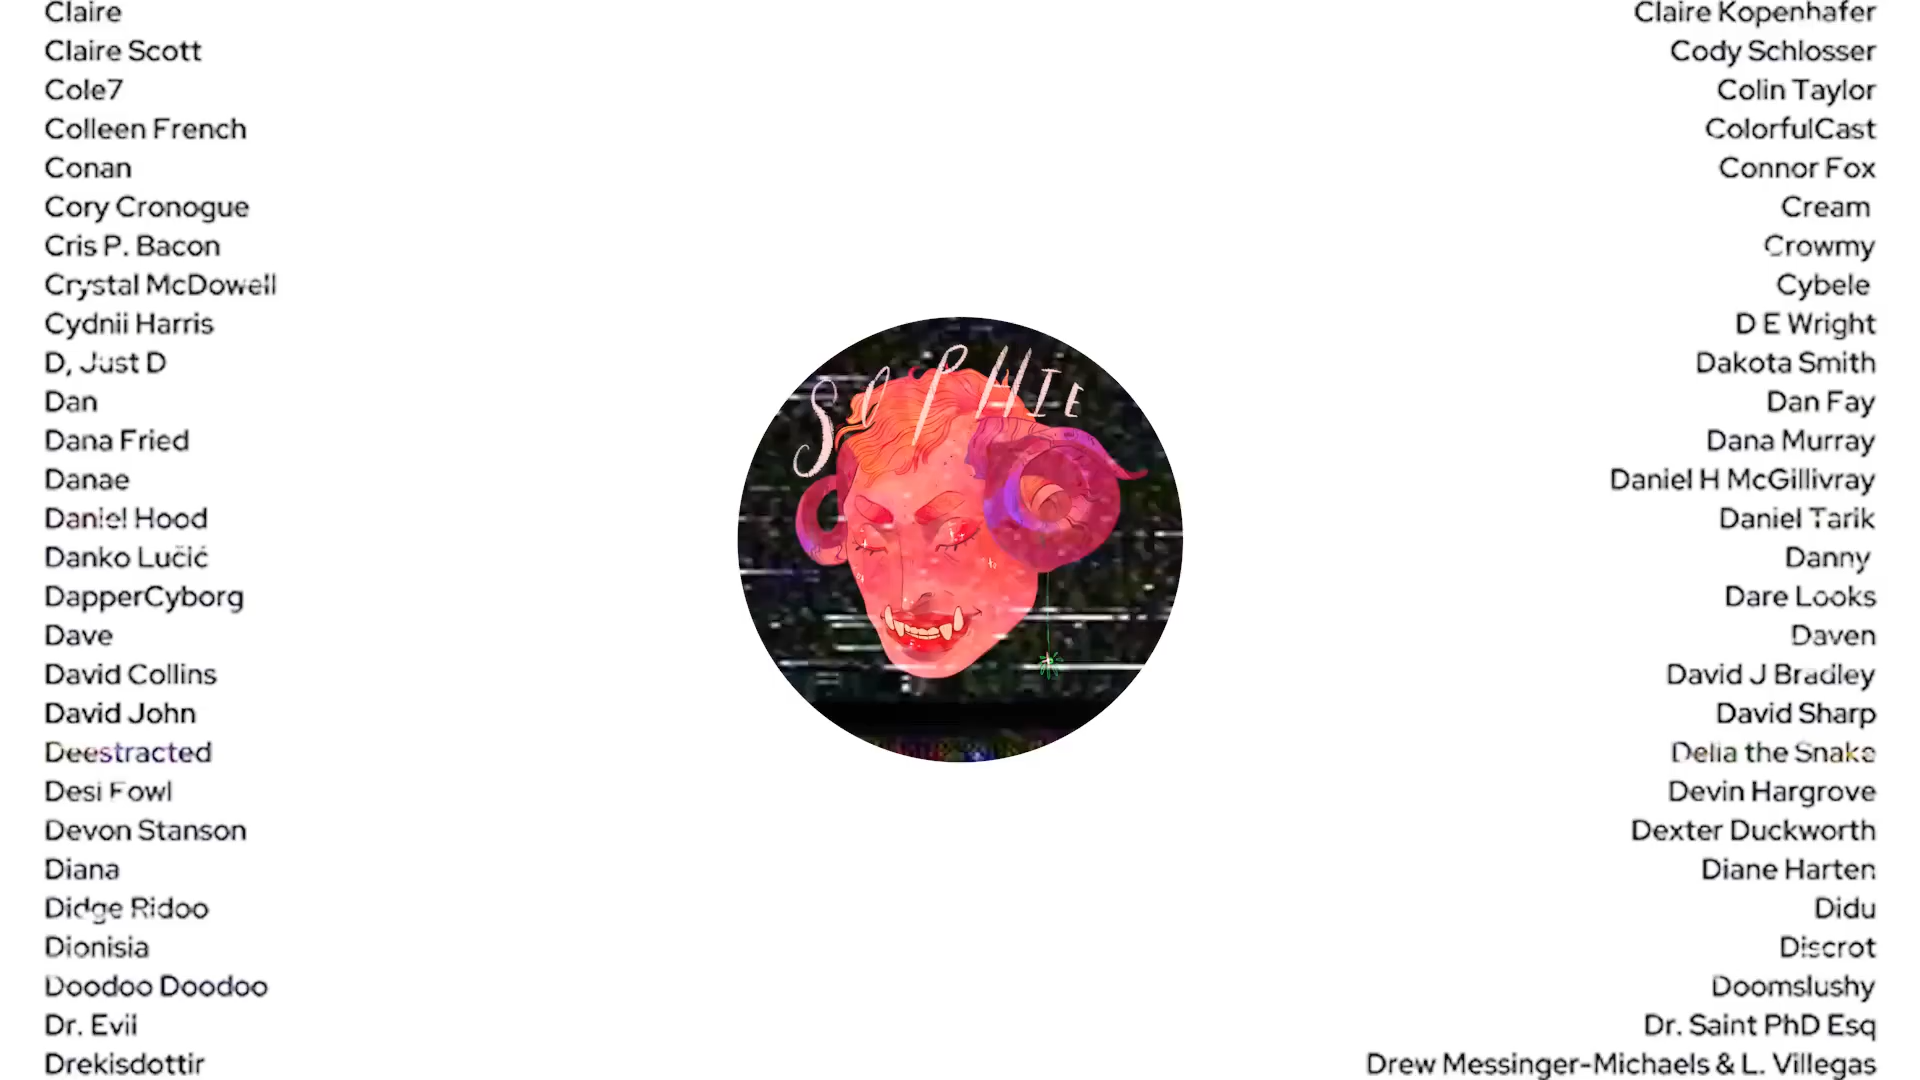 Claire
Claire Scott
Cole7
Colleen French
Conan
Cory Cronogue
Cris P. Bacon
Crystal McDowell
Cydnii Harris
D, Just D
Dan
Dana Fried
Danae
Daniel Hood
Danko Lučić
DapperCyborg
Dave
David Collins
David John
Deestracted
Desi Fowl
Devon Stanson
Diana
Didge Ridoo
Dionisia
Doodoo Doodoo
Dr. Evil
Drekisdottir
SOPHIE
Claire Kopenhafer
Cody Schlosser
Colin Taylor
ColorfulCast
Connor Fox
Cream
Crowmy
Cybele
D E Wright
Dakota Smith
Dan Fay
Dana Murray
Daniel H McGillivray
Daniel Tarik
Danny
Dare Looks
Daven
David J Bradley
David Sharp
Delia the Snake
Devin Hargrove
Dexter Duckworth
Diane Harten
Didu
Discrot
Doomslushy
Dr. Saint PhD Esq
Drew Messinger-Michaels & L. Villegas